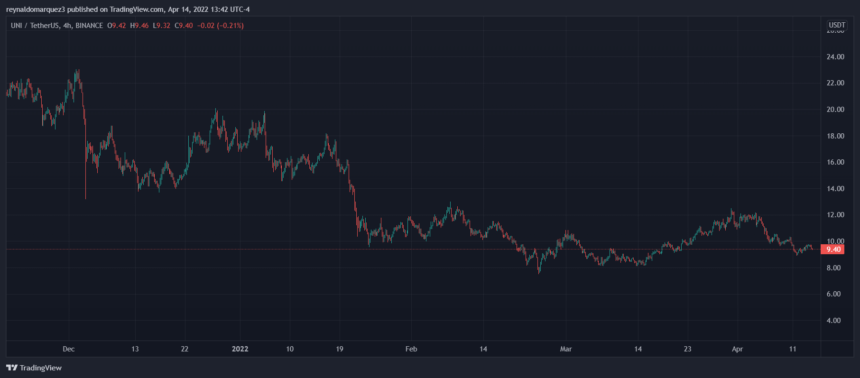 reynaldomarquez3 published on TradingView.com, Apr 14, 2022 13:42 UTC-4
UNI / TetherUS, 4h, BINANCE O9.42 H9.46 L9.32 C9.40 -0.02 (-0.21%)
USDT
26.00
24.00
22.00
20.00
18.00
16.00
14.00
12.00
10.00
9.40
8.00
6.00
4.00
Dec 13 22 2022 10 19 Feb 14 Mar 14 23 Apr 11
TradingView